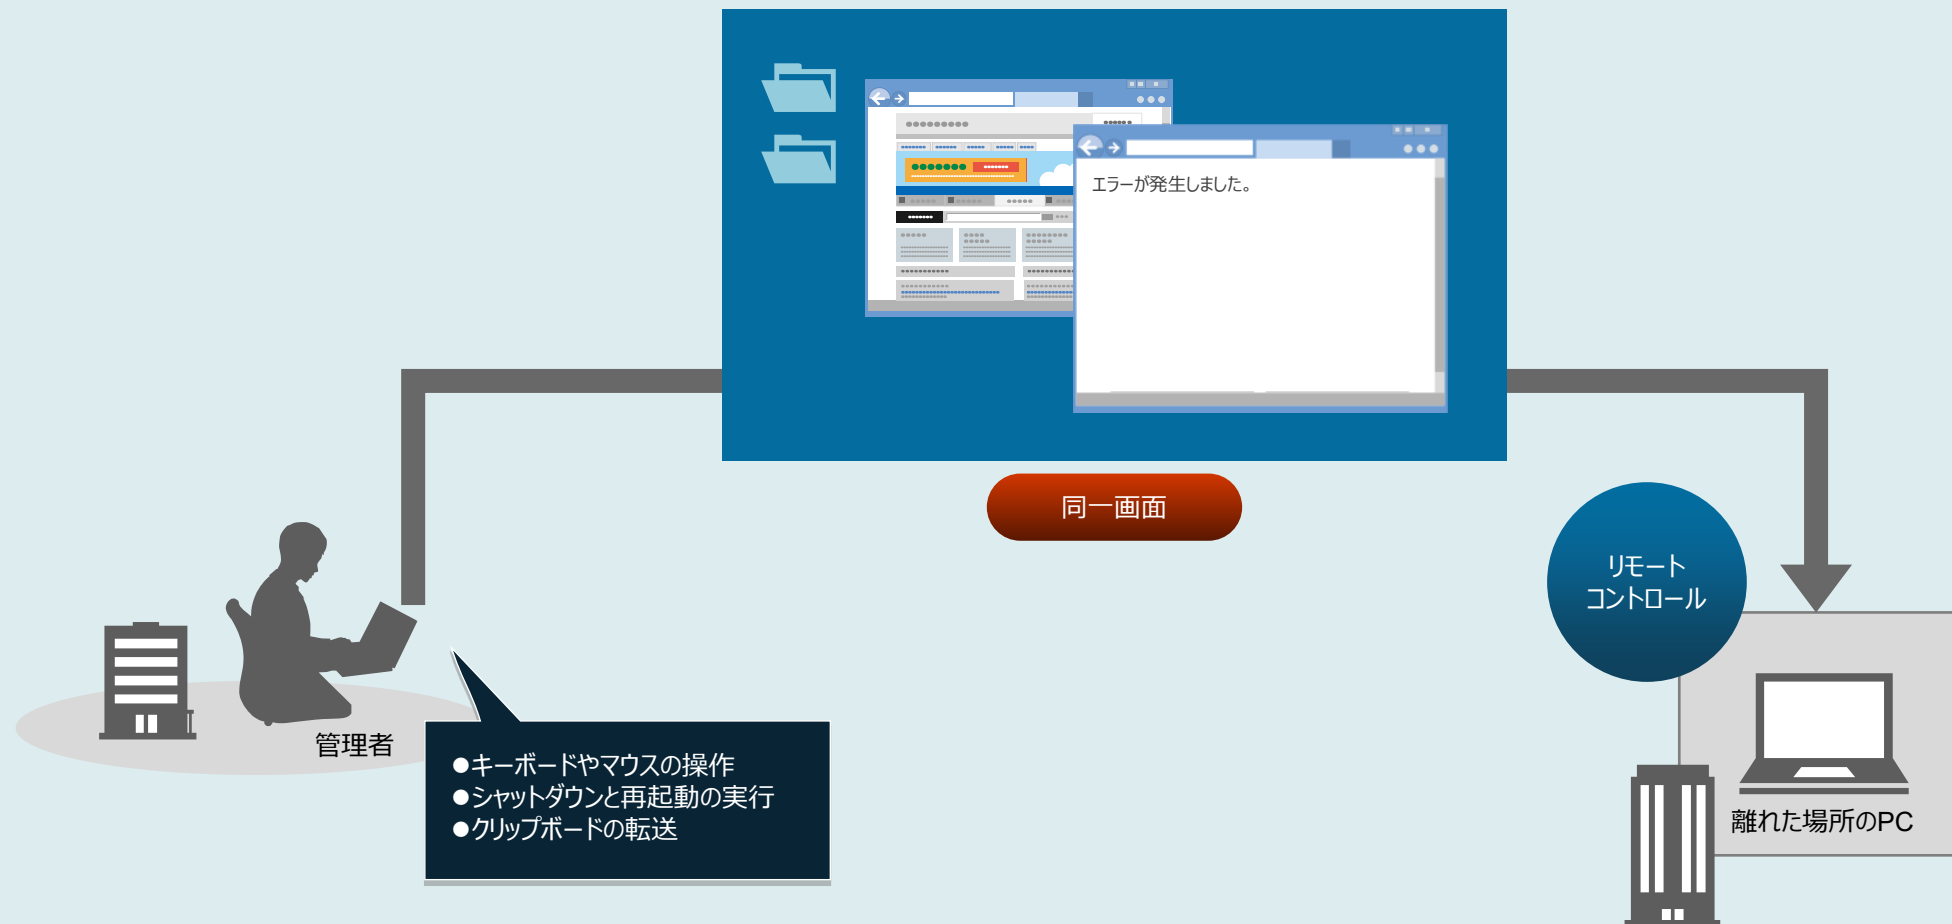 エラーが発生しました。
同一画面
リモート
コントロール
管理者
●キーボードやマウスの操作
●シャットダウンと再起動の実行
●クリップボードの転送
離れた場所のPC